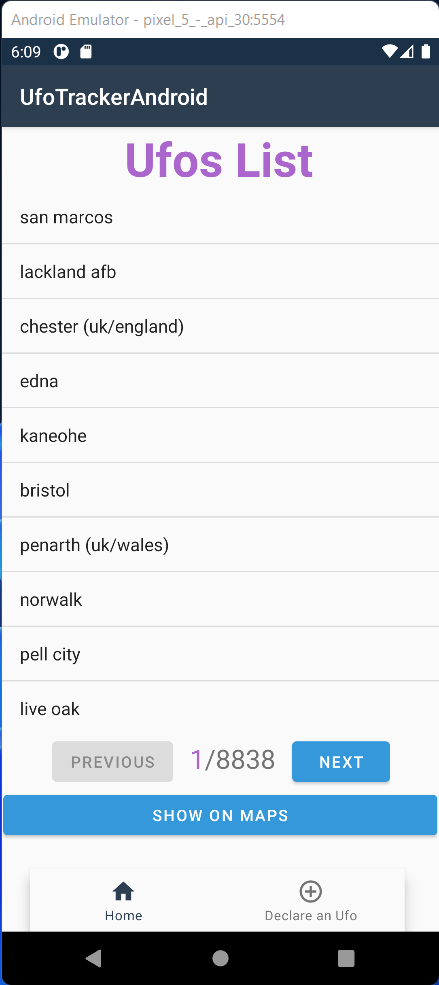 Android Emulator - pixel_5_-_api_30:5554
6:09
UfoTrackerAndroid
Ufos List
san marcos
lackland afb
chester (uk/england)
edna
kaneohe
bristol
penarth (uk/wales)
norwalk
pell city
live oak
PREVIOUS 1/8838 NEXT
SHOW ON MAPS
Home Declare an Ufo